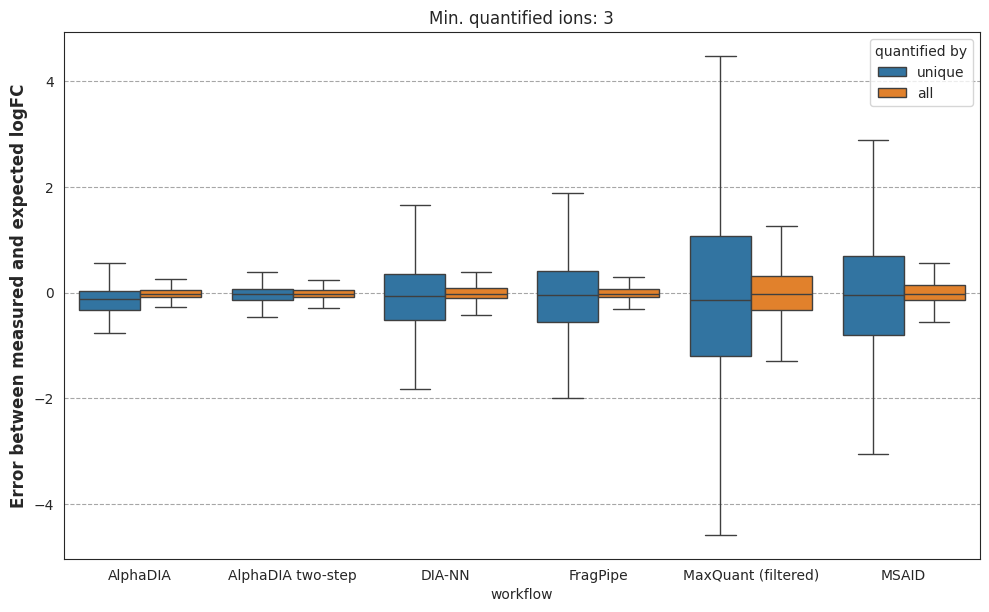 Min. quantified ions: 3
Error between measured and expected logFC
4
2
0
−2
−4
quantified by
unique
all
AlphaDIA
AlphaDIA two-step
DIA-NN
FragPipe
MaxQuant (filtered)
MSAID
workflow